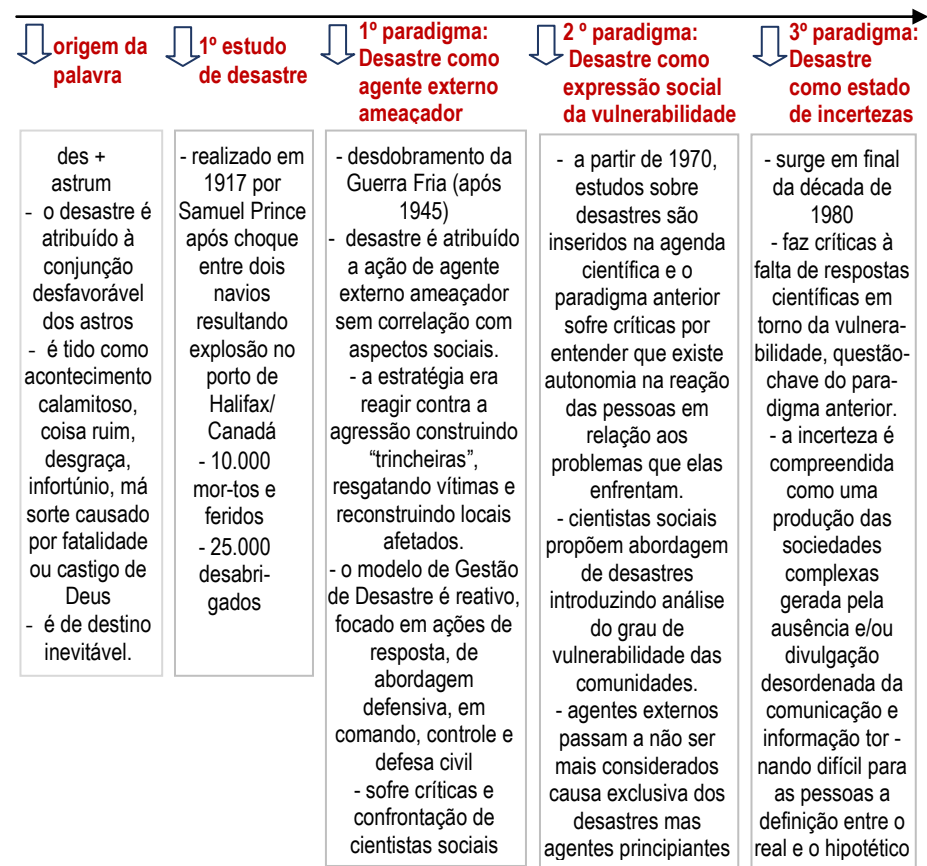 origem da
palavra
1º estudo
de desastre
1º paradigma:
Desastre como
agente externo
ameaçador
2 º paradigma:
Desastre como
expressão social
da vulnerabilidade
3º paradigma:
Desastre
como estado
de incertezas
des +
astrum
- o desastre é
atribuído à
conjunção
desfavorável
dos astros
- é tido como
acontecimento
calamitoso,
coisa ruim,
desgraça,
infortúnio, má
sorte causado
por fatalidade
ou castigo de
Deus
- é de destino
inevitável.
- realizado em
1917 por
Samuel Prince
após choque
entre dois
navios
resultando
explosão no
porto de
Halifax/
Canadá
- 10.000
mor-tos e
feridos
- 25.000
desabri-
gados
- desdobramento da
Guerra Fria (após
1945)
- desastre é atribuído
a ação de agente
externo ameaçador
sem correlação com
aspectos sociais.
- a estratégia era
reagir contra a
agressão construindo
“trincheiras”,
resgatando vítimas e
reconstruindo locais
afetados.
- o modelo de Gestão
de Desastre é reativo,
focado em ações de
resposta, de
abordagem
defensiva, em
comando, controle e
defesa civil
- sofre críticas e
confrontação de
cientistas sociais
- a partir de 1970,
estudos sobre
desastres são
inseridos na agenda
científica e o
paradigma anterior
sofre críticas por
entender que existe
autonomia na reação
das pessoas em
relação aos
problemas que elas
enfrentam.
- cientistas sociais
propõem abordagem
de desastres
introduzindo análise
do grau de
vulnerabilidade das
comunidades.
- agentes externos
passam a não ser
mais considerados
causa exclusiva dos
desastres mas
agentes principiantes
- surge em final
da década de
1980
- faz críticas à
falta de respostas
científicas em
torno da vulnera-
bilidade, questão-
chave do para-
digma anterior.
- a incerteza é
compreendida
como uma
produção das
sociedades
complexas
gerada pela
ausência e/ou
divulgação
desordenada da
comunicação e
informação tor -
nando difícil para
as pessoas a
definição entre o
real e o hipotético